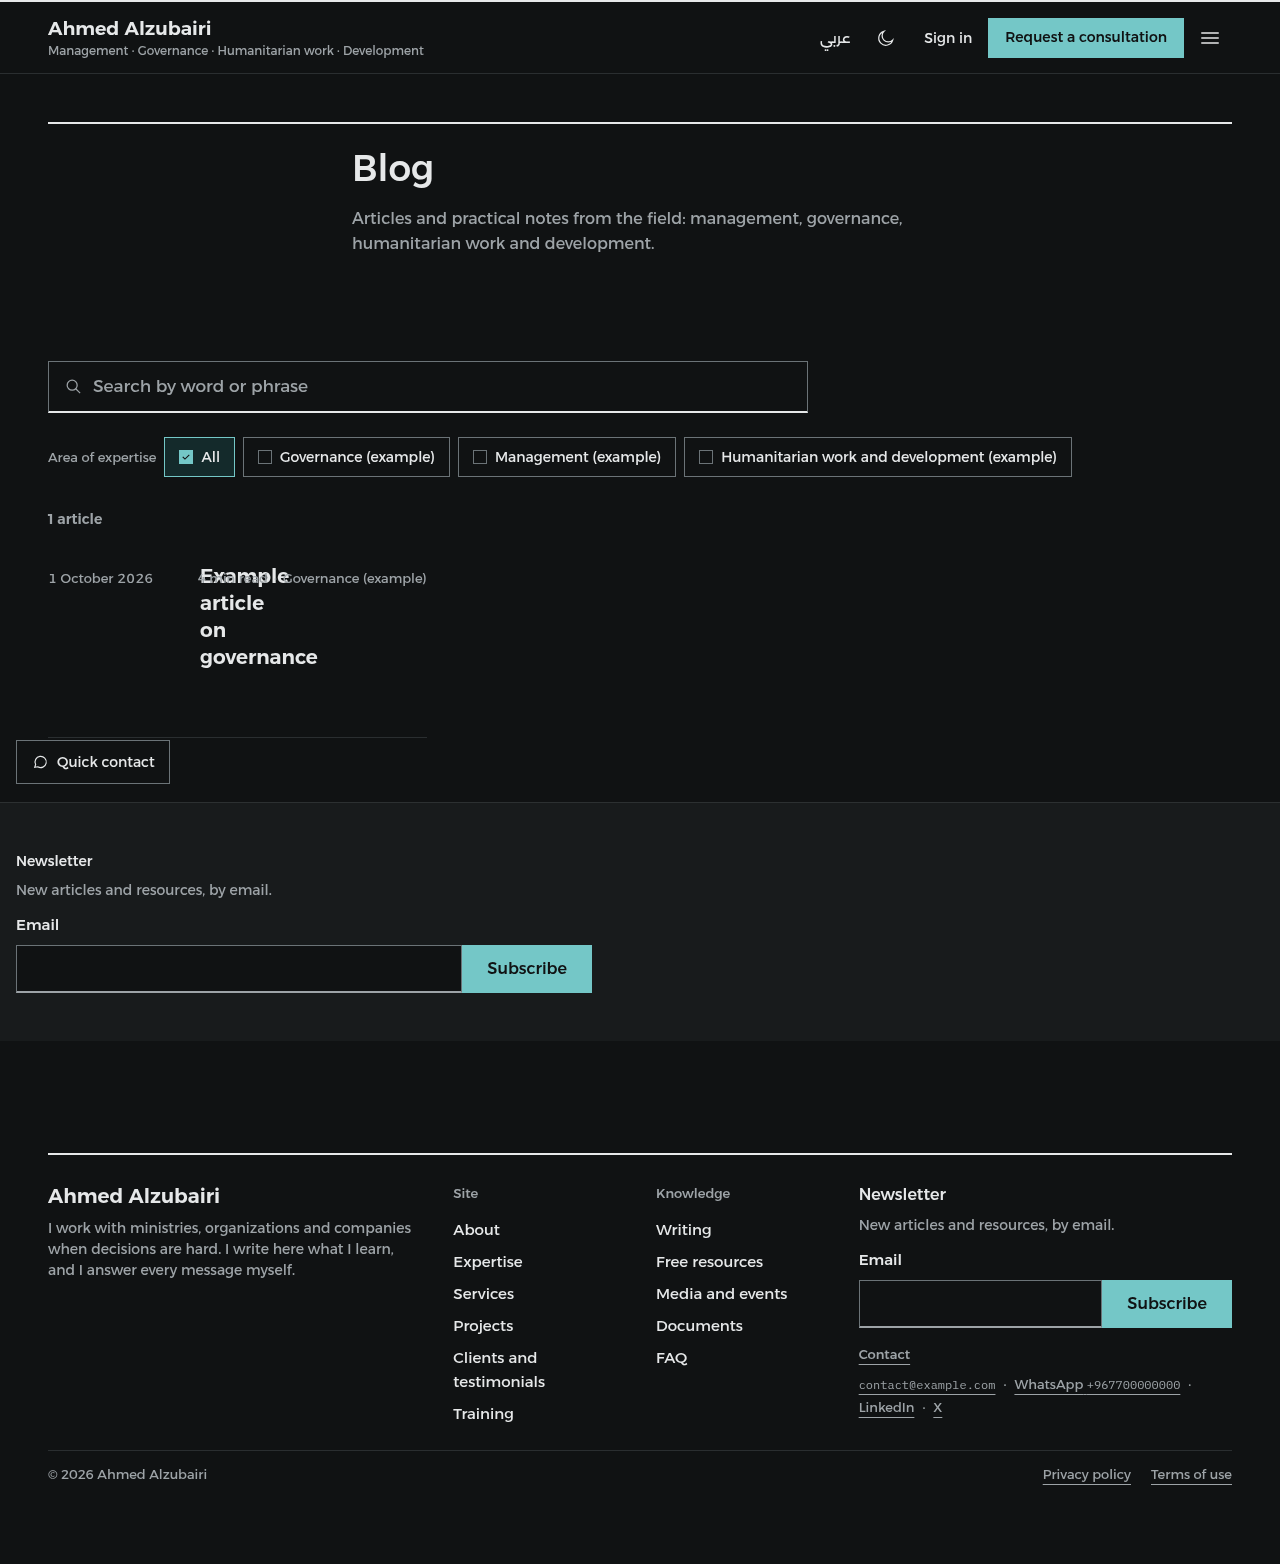 Ahmed Alzubairi
Management · Governance · Humanitarian work · Development
عربي
Sign in
Request a consultation
Blog
Articles and practical notes from the field: management, governance,
humanitarian work and development.
Search by word or phrase
Area of expertise
All
Governance (example)
Management (example)
Humanitarian work and development (example)
1 article
1 October 2026
Governance (example)
Example
article
on
governance
Quick contact
Newsletter
New articles and resources, by email.
Email
Subscribe
Ahmed Alzubairi
I work with ministries, organizations and companies
when decisions are hard. I write here what I learn,
and I answer every message myself.
Site
About
Expertise
Services
Projects
Clients and
testimonials
Training
Knowledge
Writing
Free resources
Media and events
Documents
FAQ
Newsletter
New articles and resources, by email.
Email
Subscribe
Contact
contact@example.com · WhatsApp +967700000000 ·
LinkedIn · X
© 2026 Ahmed Alzubairi
Privacy policy
Terms of use